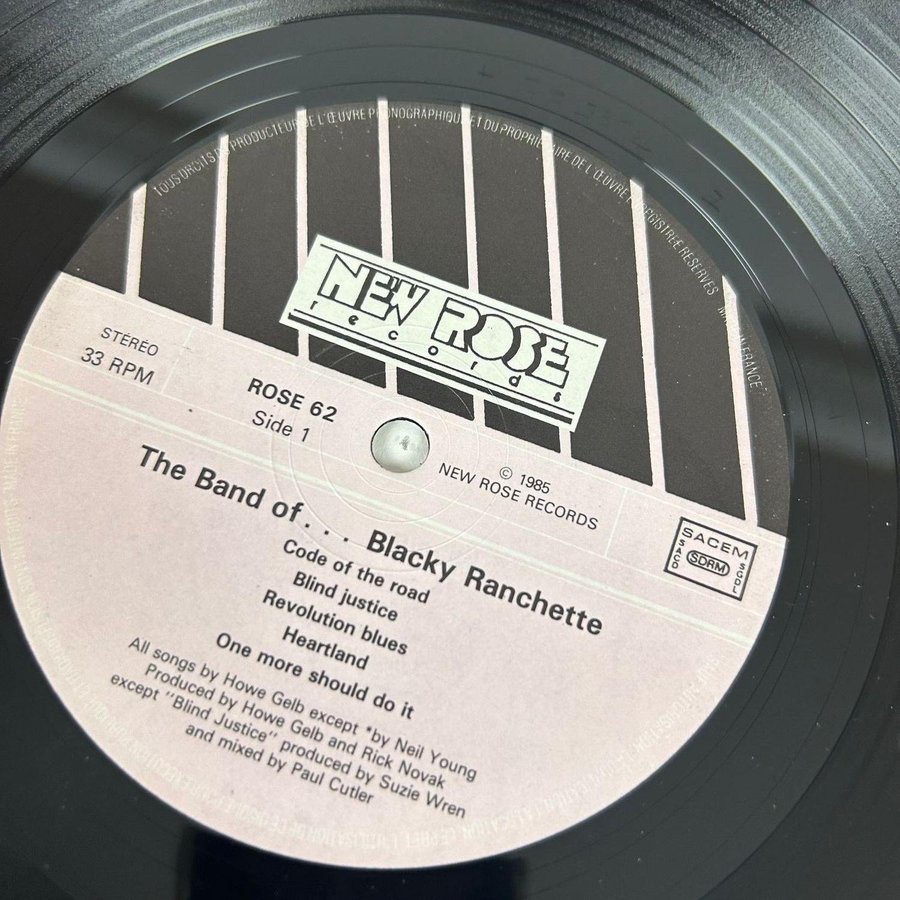 TOUS DROITS DU PRODUCTEUR DE L'ŒUVRE PHONOGRAPHIQUE ET DU PROPRIETAIRE DE L'ŒUVRE ENREGISTREE RESERVES
NEW ROSE
records
STÉRÉO
33 RPM
ROSE 62
Side 1
© 1985
NEW ROSE RECORDS
SACEM
SACD
SDRM
SGDL
The Band of. . . Blacky Ranchette
Code of the road
Blind justice
Revolution blues
Heartland
One more should do it
All songs by Howe Gelb except *by Neil Young
Produced by Howe Gelb and Rick Novak
except "Blind Justice" produced by Suzie Wren
and mixed by Paul Cutler